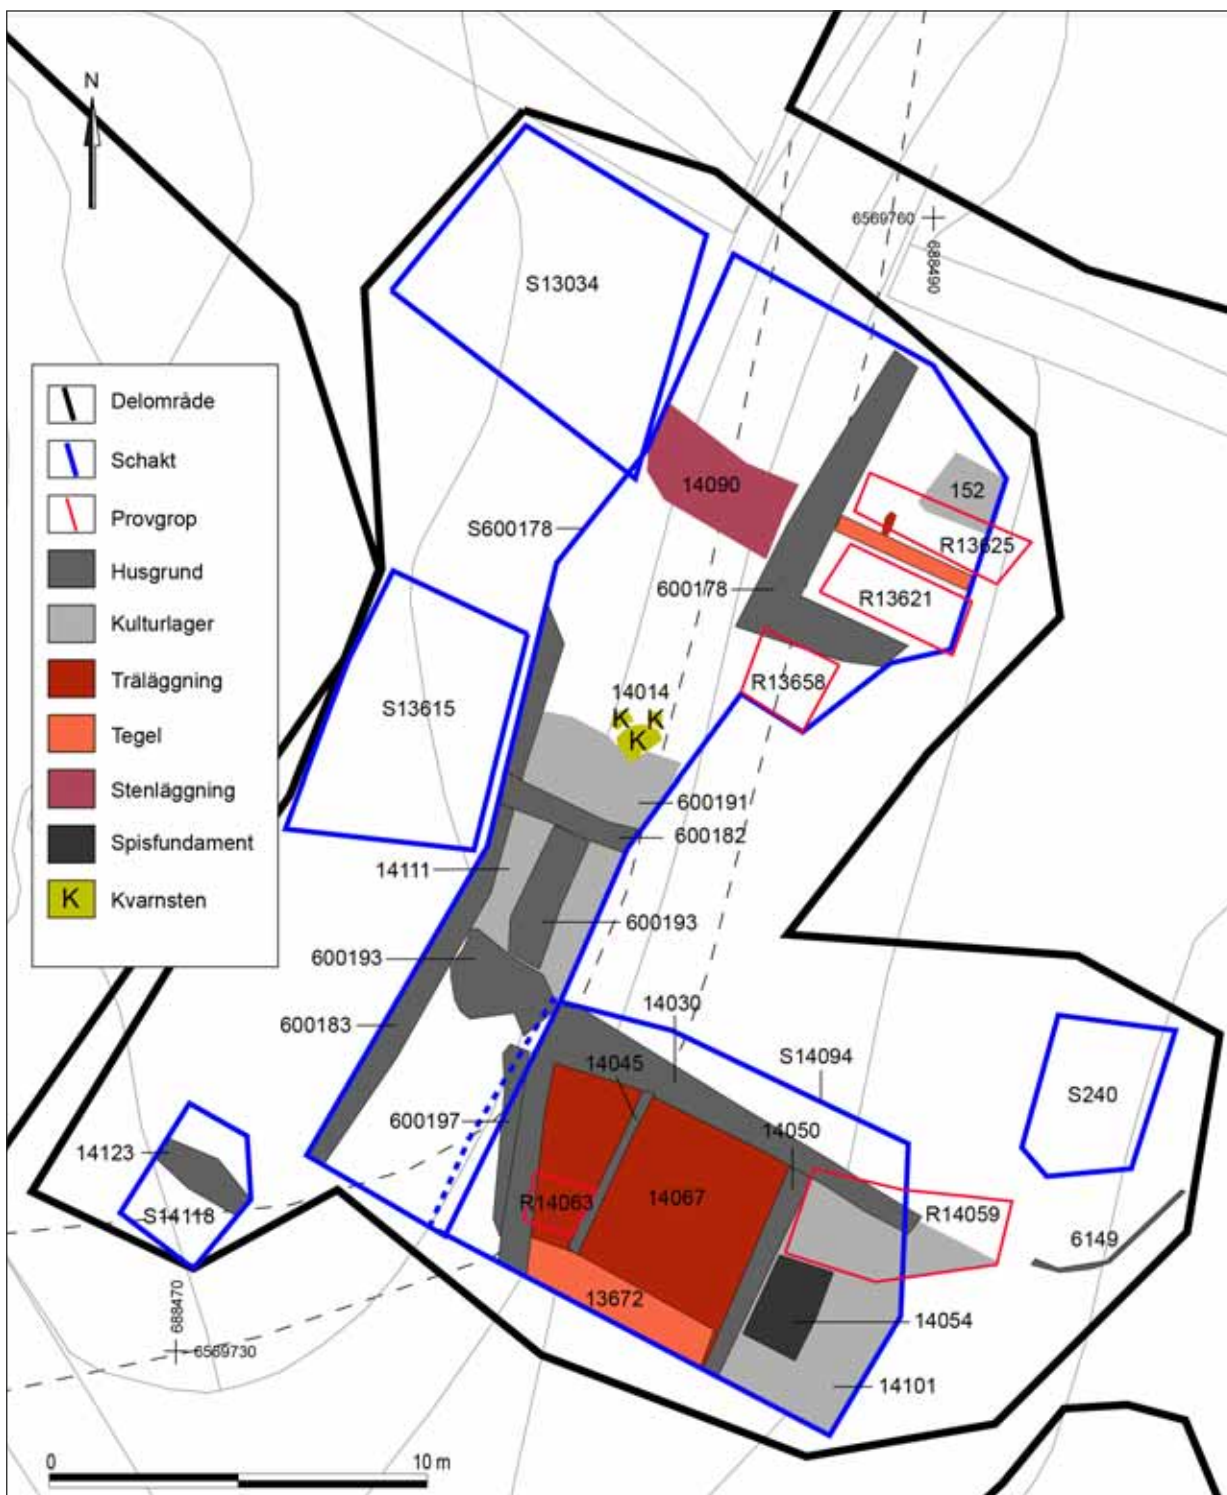 N
S13034
6569760
688490
Delområde
Schakt
Provgrop
Husgrund
Kulturlager
Träläggning
Tegel
Stenläggning
Spisfundament
K
Kvarnsten
14090
152
S600178
R13625
600178
R13621
R13658
14014
K
K
K
S13615
600191
600182
14111
600193
600193
14030
600183
S14094
14045
S240
600197
14050
14123
R14063
14067
R14059
S14118
6149
13672
14054
688470
6569730
14101
0
10 m